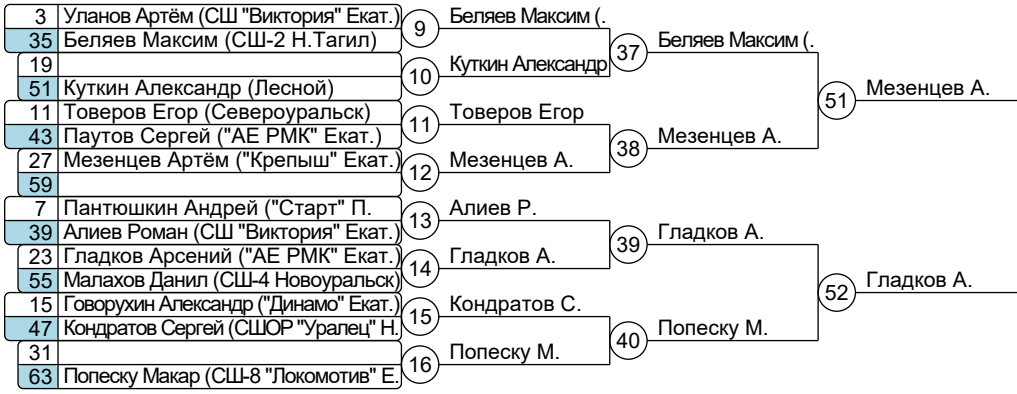 3 Уланов Артём (СШ "Виктория" Екат.)
35 Беляев Максим (СШ-2 Н.Тагил)
9 Беляев Максим (.
19
51 Куткин Александр (Лесной)
10 Куткин Александр
37 Беляев Максим (.
11 Товеров Егор (Североуральск)
43 Паутов Сергей ("АЕ РМК" Екат.)
11 Товеров Егор
27 Мезенцев Артём ("Крепыш" Екат.)
59
12 Мезенцев А.
38 Мезенцев А.
51 Мезенцев А.
7 Пантюшкин Андрей ("Старт" П.
39 Алиев Роман (СШ "Виктория" Екат.)
13 Алиев Р.
23 Гладков Арсений ("АЕ РМК" Екат.)
55 Малахов Данил (СШ-4 Новоуральск)
14 Гладков А.
39 Гладков А.
15 Говорухин Александр ("Динамо" Екат.)
47 Кондратов Сергей (СШОР "Уралец" Н.
15 Кондратов С.
31
63 Попеску Макар (СШ-8 "Локомотив" Е.
16 Попеску М.
40 Попеску М.
52 Гладков А.